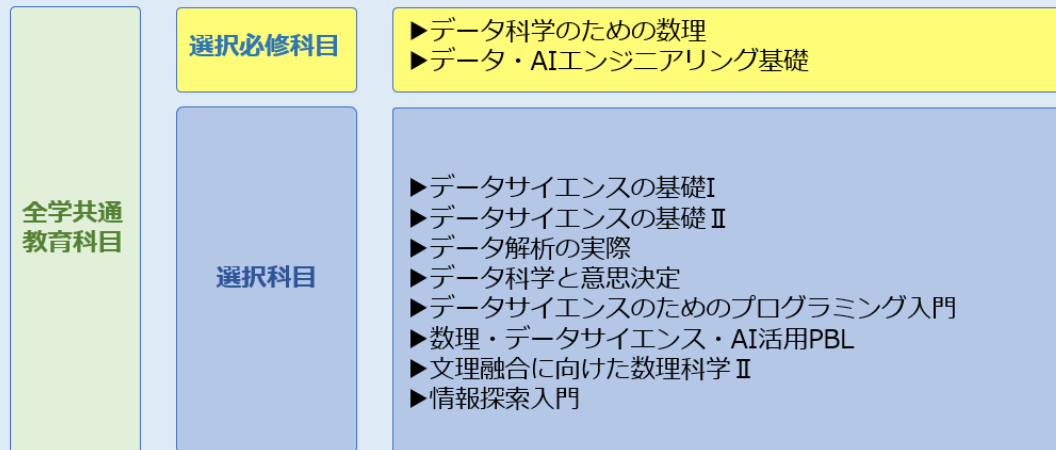 全学共通
教育科目
選択必修科目
▶データ科学のための数理
▶データ・AIエンジニアリング基礎
選択科目
▶データサイエンスの基礎I
▶データサイエンスの基礎Ⅱ
▶データ解析の実際
▶データ科学と意思決定
▶データサイエンスのためのプログラミング入門
▶数理・データサイエンス・AI活用PBL
▶文理融合に向けた数理科学Ⅱ
▶情報探索入門